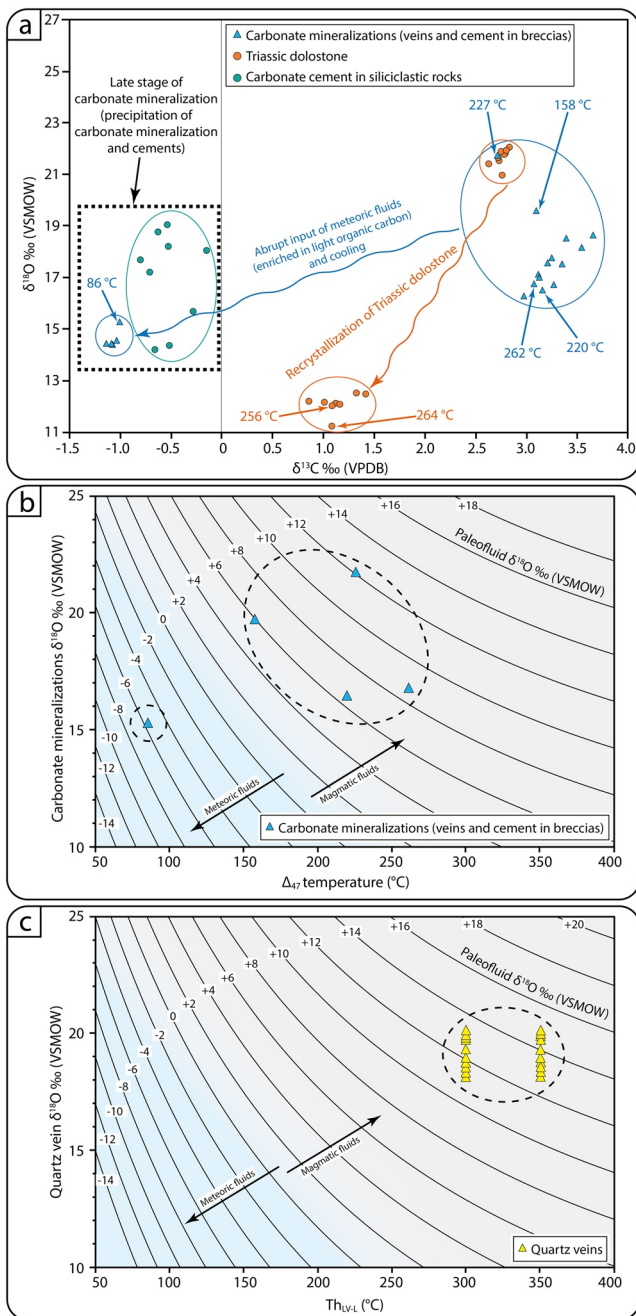 a
27
25
23
21
19
17
15
13
11
δ¹⁸O ‰ (VSMOW)
Carbonate mineralizations (veins and cement in breccias)
Triassic dolostone
Carbonate cement in siliciclastic rocks
Late stage of
carbonate mineralization
(precipitation of
carbonate mineralization
and cements)
227 °C
158 °C
Abrupt input of meteoric fluids
(enriched in light organic carbon)
and cooling
86 °C
Recrystallization of Triassic dolostone
262 °C
220 °C
256 °C
264 °C
-1.5
-1.0
-0.5
0
0.5
1.0
1.5
2.0
2.5
3.0
3.5
4.0
δ¹³C ‰ (VPDB)
b
25
20
15
10
Carbonate mineralizations δ¹⁸O ‰ (VSMOW)
+18
+16
+14
+12
+10
+8
+6
+4
+2
0
-2
-4
-6
-8
-10
-12
-14
Paleofluid δ¹⁸O ‰ (VSMOW)
Meteoric fluids
Magmatic fluids
Carbonate mineralizations (veins and cement in breccias)
50
100
150
200
250
300
350
400
Δ₄₇ temperature (°C)
c
25
20
15
10
Quartz vein δ¹⁸O ‰ (VSMOW)
+20
+18
+16
+14
+12
+10
+8
+6
+4
+2
0
-2
-4
-6
-8
-10
-12
-14
Paleofluid δ¹⁸O ‰ (VSMOW)
Meteoric fluids
Magmatic fluids
Quartz veins
50
100
150
200
250
300
350
400
Th LV-L (°C)